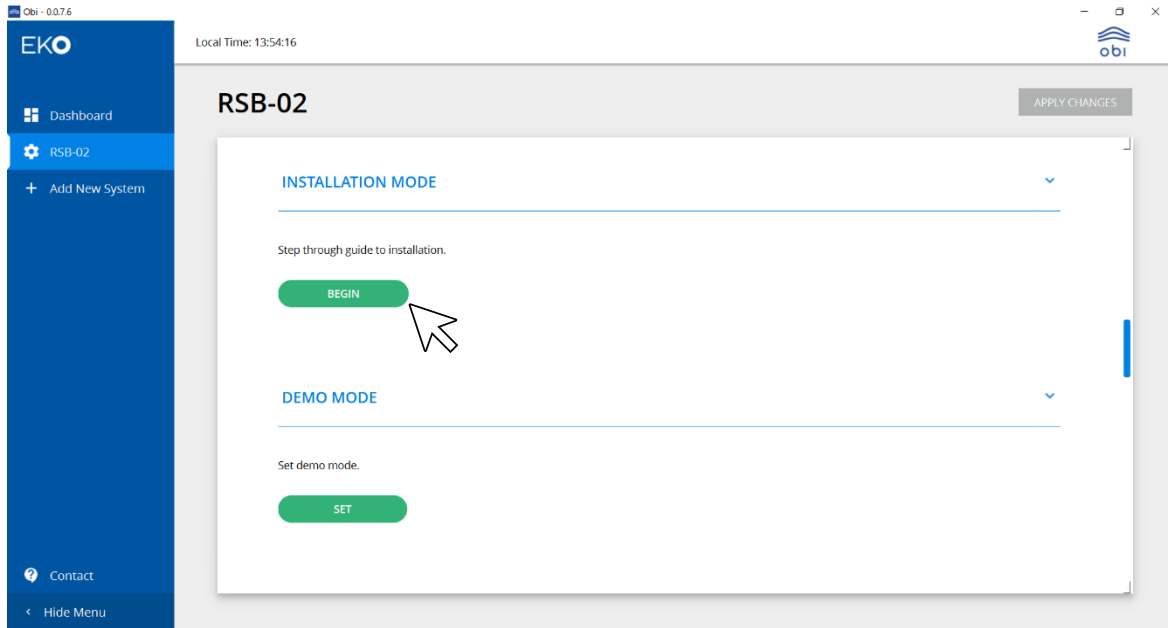 Obi - 0.0.7.6
EKO
Local Time: 13:54:16
obi
Dashboard
RSB-02
Add New System
RSB-02
APPLY CHANGES
INSTALLATION MODE
Step through guide to installation.
BEGIN
DEMO MODE
Set demo mode.
SET
Contact
Hide Menu